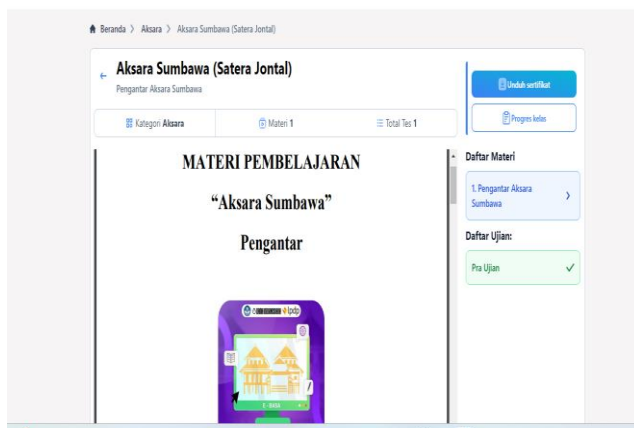 Beranda > Aksara > Aksara Sumbawa (Satera Jontal)
Aksara Sumbawa (Satera Jontal)
Pengantar Aksara Sumbawa
Kategori Aksara
Materi 1
Total Tes 1
MATERI PEMBELAJARAN
“Aksara Sumbawa”
Pengantar
lpdp
E - BASA
Unduh sertifikat
Progres kelas
Daftar Materi
1. Pengantar Aksara
Sumbawa
Daftar Ujian:
Pra Ujian